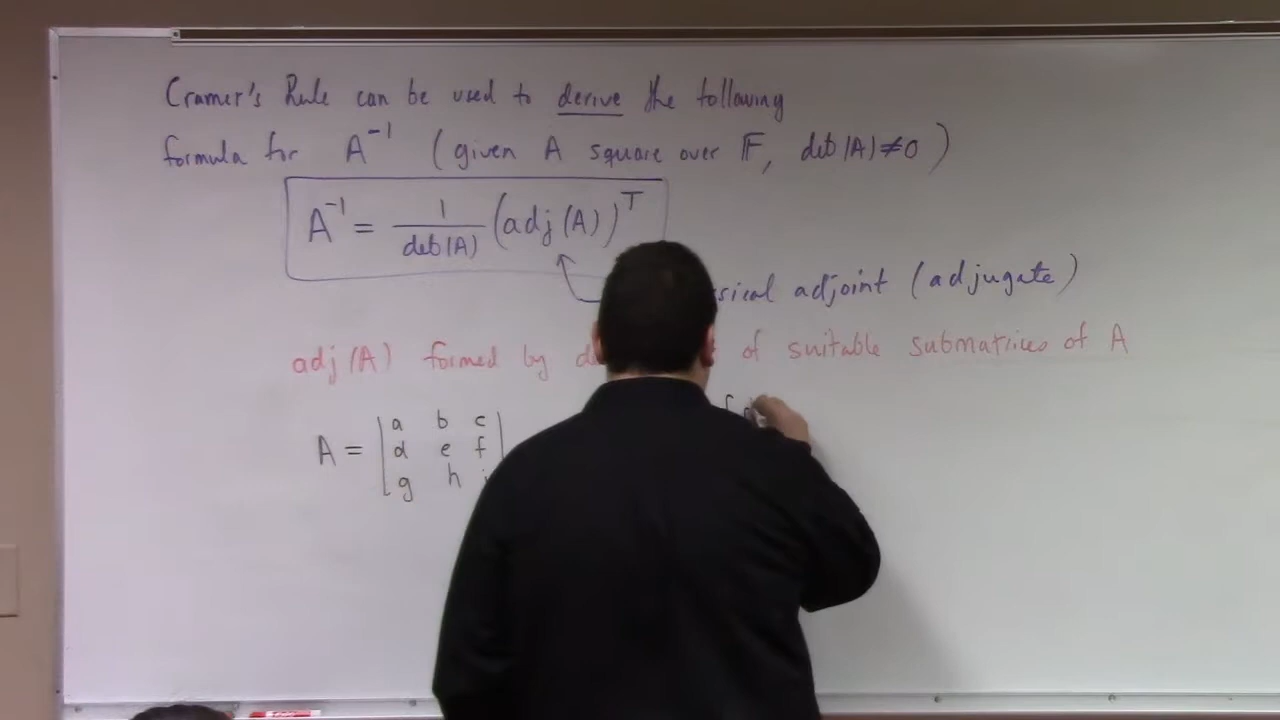 Cramer's Rule can be used to derive the following
formula for A⁻¹ (given A square over 𝔽, det(A)≠0)
A⁻¹ = 1/det(A) (adj(A))ᵀ
adjoint (adjugate)
adj(A) formed by of suitable submatrices of A
A = [a b c
d e f
g h